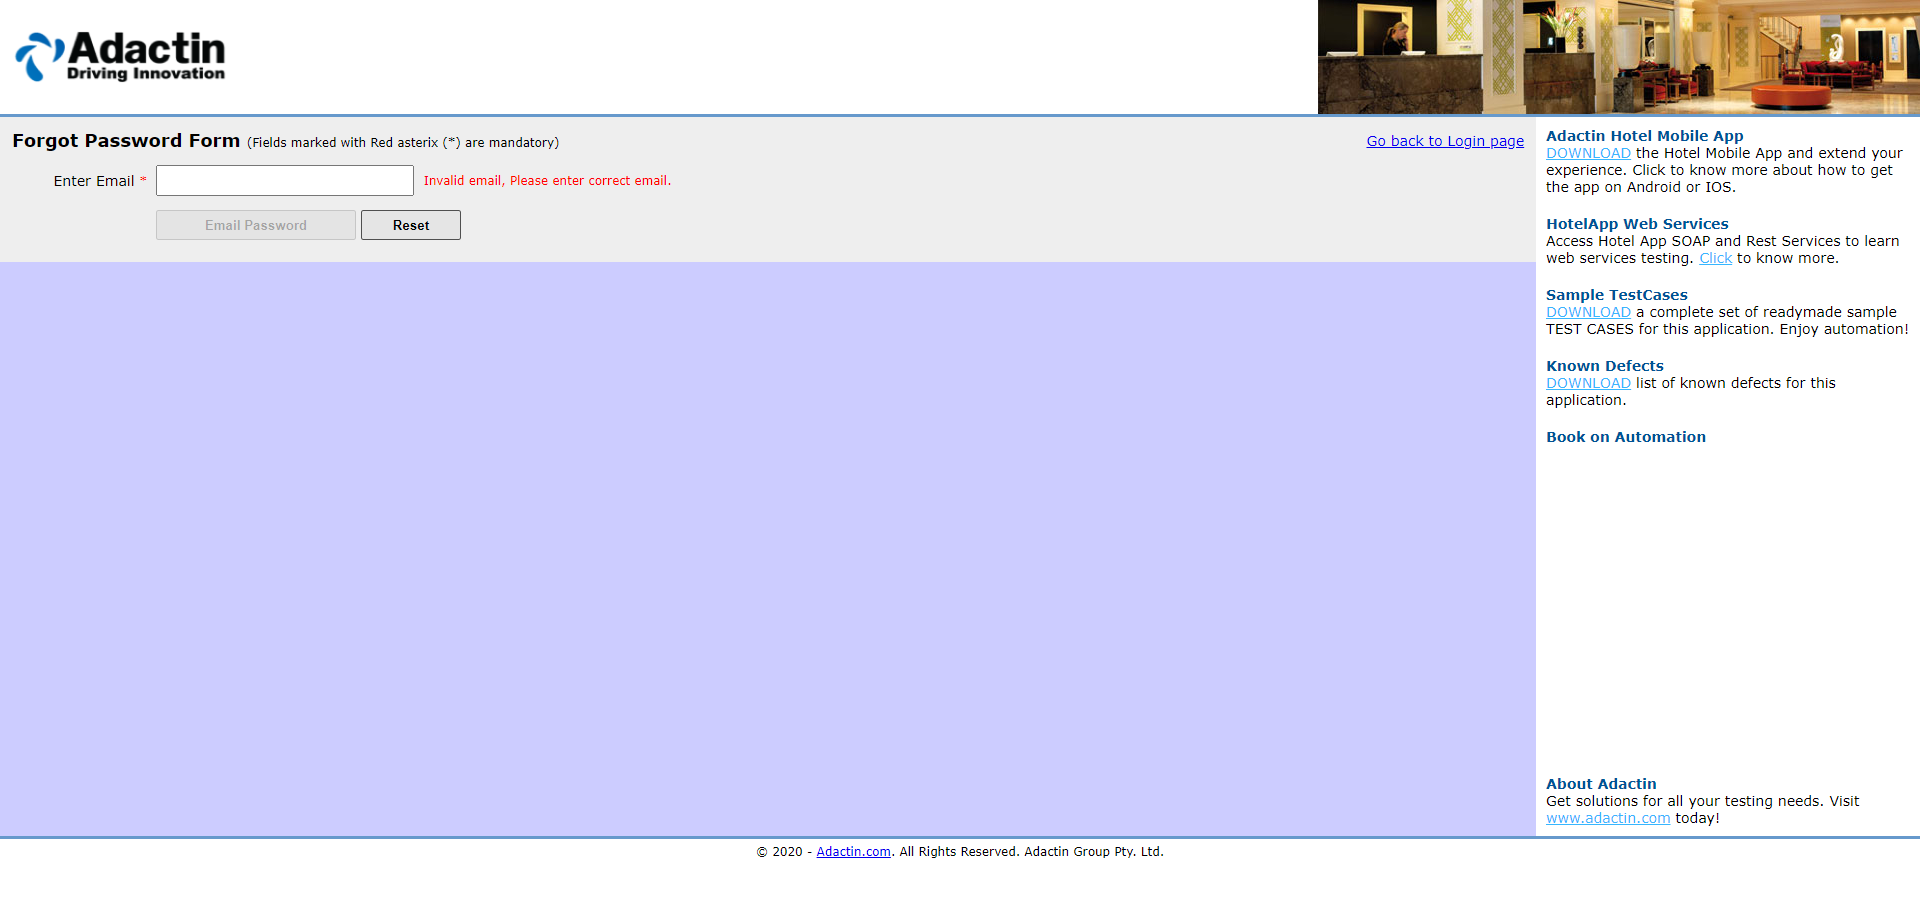 Adactin
Driving Innovation
Forgot Password Form (Fields marked with Red asterix (*) are mandatory)
Go back to Login page
Enter Email *
Invalid email, Please enter correct email.
Email Password
Reset
Adactin Hotel Mobile App
DOWNLOAD the Hotel Mobile App and extend your
experience. Click to know more about how to get
the app on Android or IOS.
HotelApp Web Services
Access Hotel App SOAP and Rest Services to learn
web services testing. Click to know more.
Sample TestCases
DOWNLOAD a complete set of readymade sample
TEST CASES for this application. Enjoy automation!
Known Defects
DOWNLOAD list of known defects for this
application.
Book on Automation
About Adactin
Get solutions for all your testing needs. Visit
www.adactin.com today!
© 2020 - Adactin.com. All Rights Reserved. Adactin Group Pty. Ltd.